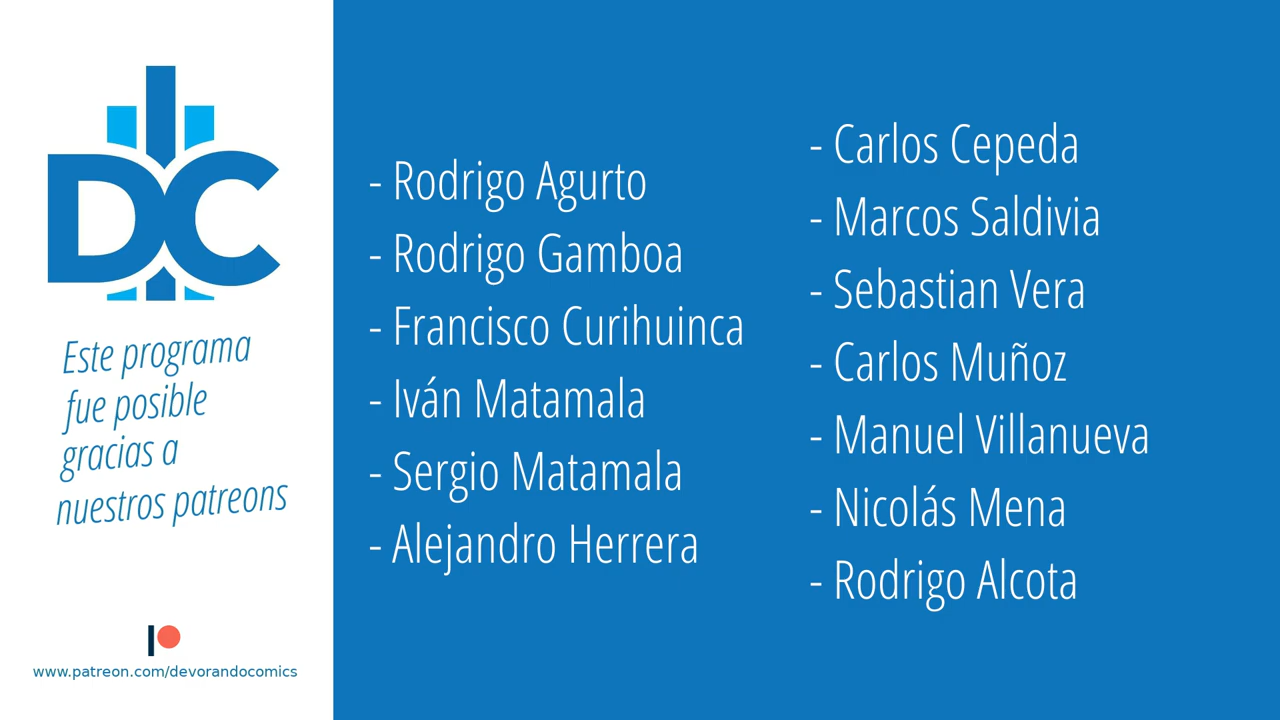 DC
Este programa
fue posible
gracias a
nuestros patreons
www.patreon.com/devorandocomics
- Rodrigo Agurto
- Rodrigo Gamboa
- Francisco Curihuinca
- Iván Matamala
- Sergio Matamala
- Alejandro Herrera
- Carlos Cepeda
- Marcos Saldivia
- Sebastian Vera
- Carlos Muñoz
- Manuel Villanueva
- Nicolás Mena
- Rodrigo Alcota